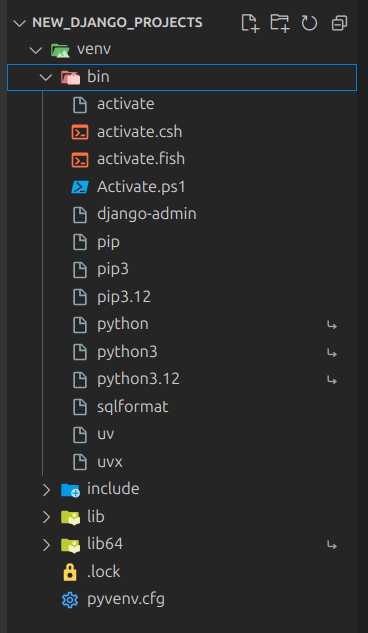 NEW_DJANGO_PROJECTS
venv
bin
activate
activate.csh
activate.fish
Activate.ps1
django-admin
pip
pip3
pip3.12
python
python3
python3.12
sqlformat
uv
uvx
include
lib
lib64
.lock
pyvenv.cfg